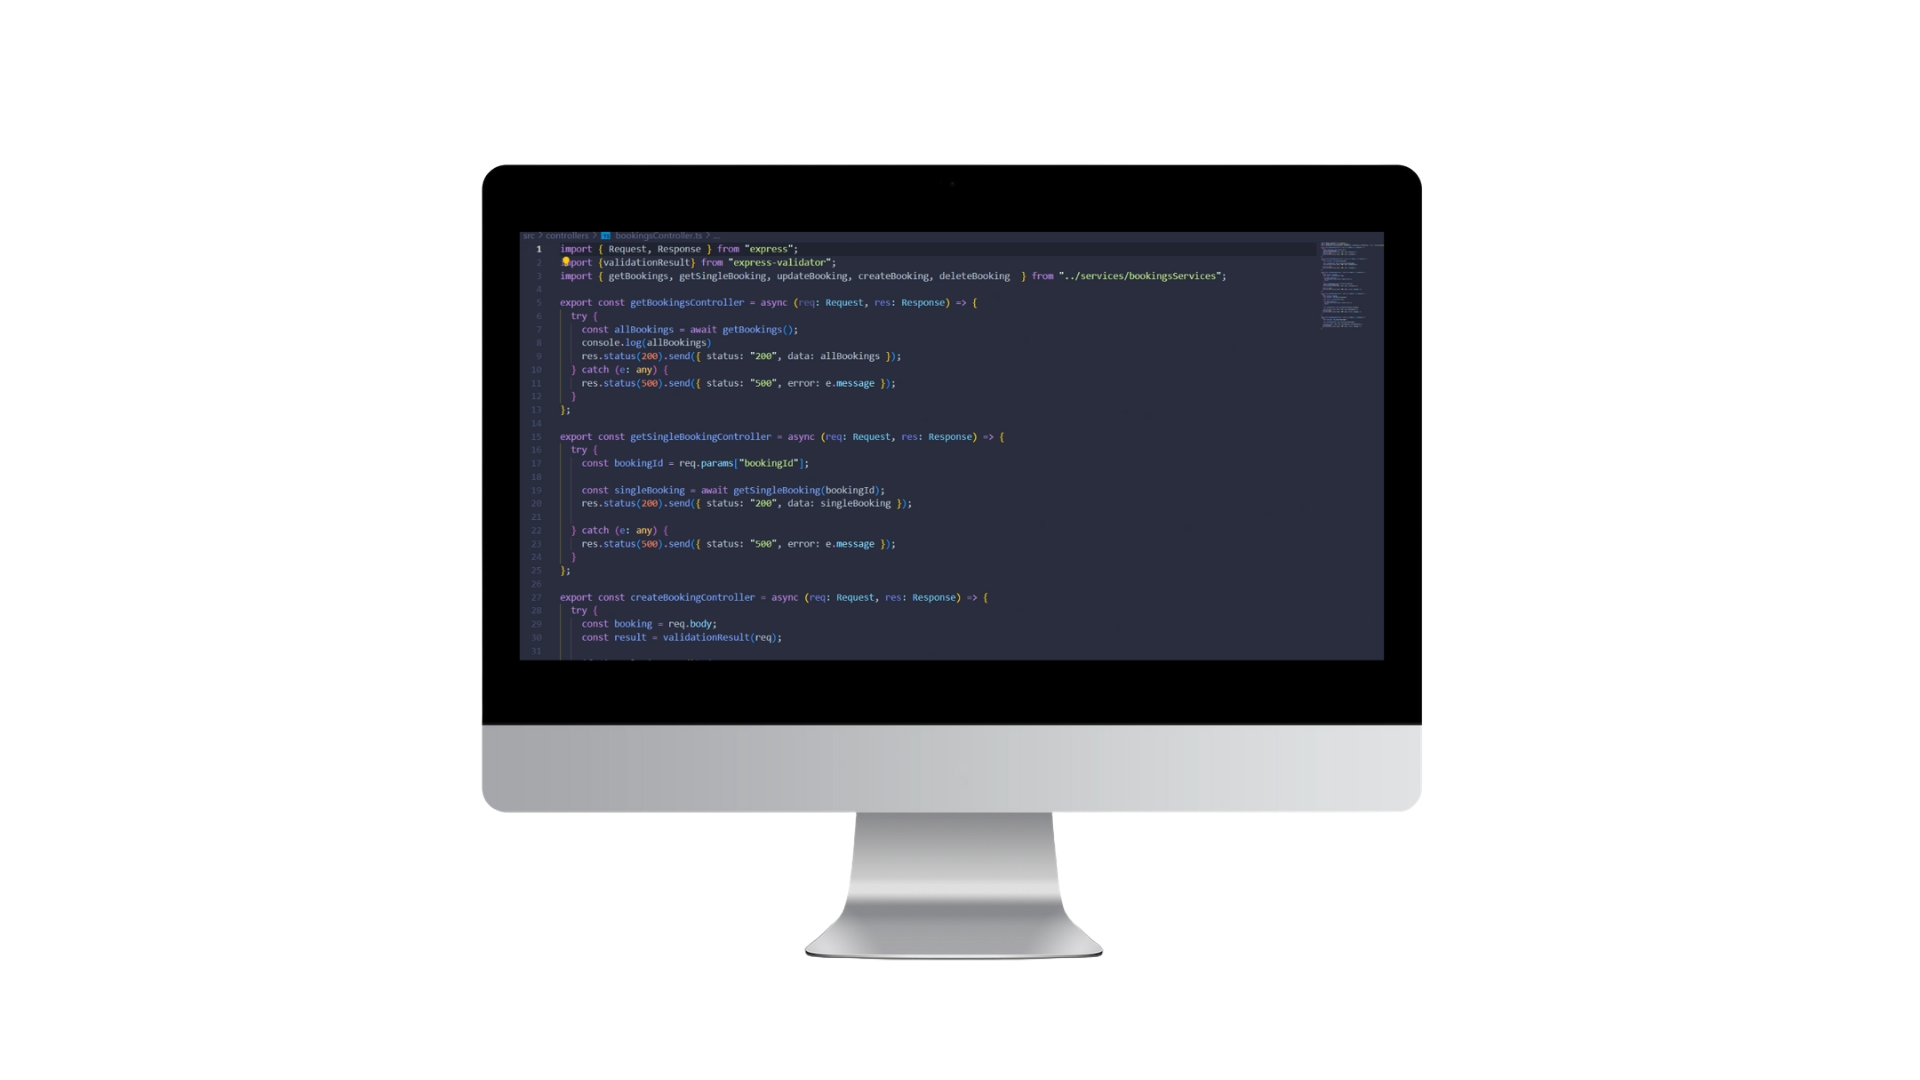 src > controllers > TS bookingsController.ts > ...
1 import { Request, Response } from "express";
2 import {validationResult} from "express-validator";
3 import { getBookings, getSingleBooking, updateBooking, createBooking, deleteBooking  } from "../services/bookingsServices";
4
5 export const getBookingsController = async (req: Request, res: Response) => {
6   try {
7     const allBookings = await getBookings();
8     console.log(allBookings)
9     res.status(200).send({ status: "200", data: allBookings });
10   } catch (e: any) {
11     res.status(500).send({ status: "500", error: e.message });
12   }
13 };
14
15 export const getSingleBookingController = async (req: Request, res: Response) => {
16   try {
17     const bookingId = req.params["bookingId"];
18
19     const singleBooking = await getSingleBooking(bookingId);
20     res.status(200).send({ status: "200", data: singleBooking });
21
22   } catch (e: any) {
23     res.status(500).send({ status: "500", error: e.message });
24   }
25 };
26
27 export const createBookingController = async (req: Request, res: Response) => {
28   try {
29     const booking = req.body;
30     const result = validationResult(req);
31